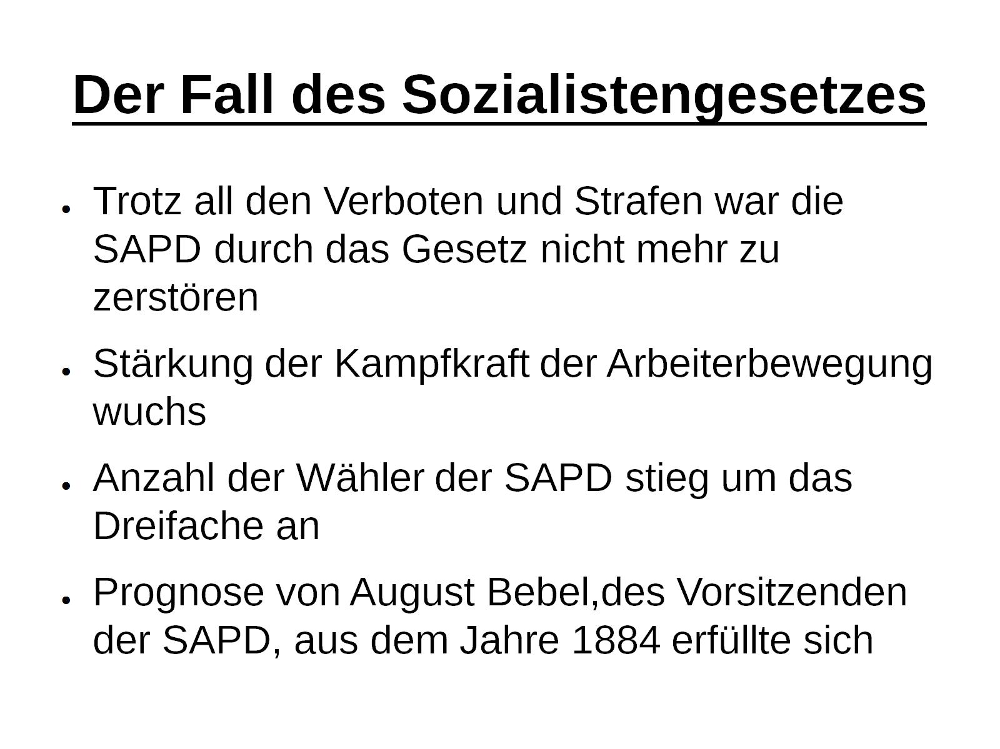 Der Fall des Sozialistengesetzes
• Trotz all den Verboten und Strafen war die
SAPD durch das Gesetz nicht mehr zu
zerstören
• Stärkung der Kampfkraft der Arbeiterbewegung
wuchs
• Anzahl der Wähler der SAPD stieg um das
Dreifache an
• Prognose von August Bebel,des Vorsitzenden
der SAPD, aus dem Jahre 1884 erfüllte sich